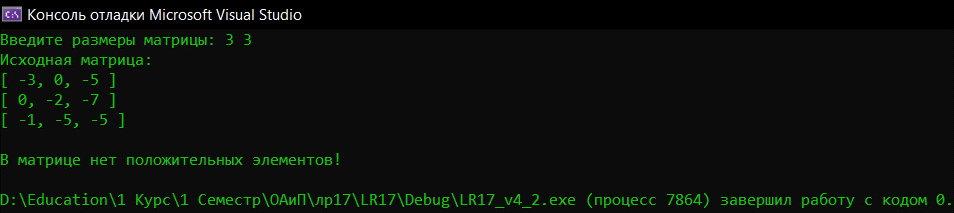 C:\ Консоль отладки Microsoft Visual Studio
Введите размеры матрицы: 3 3
Исходная матрица:
[ -3, 0, -5 ]
[ 0, -2, -7 ]
[ -1, -5, -5 ]
В матрице нет положительных элементов!
D:\Education\1 Курс\1 Семестр\ОАиП\лр17\LR17\Debug\LR17_v4_2.exe (процесс 7864) завершил работу с кодом 0.